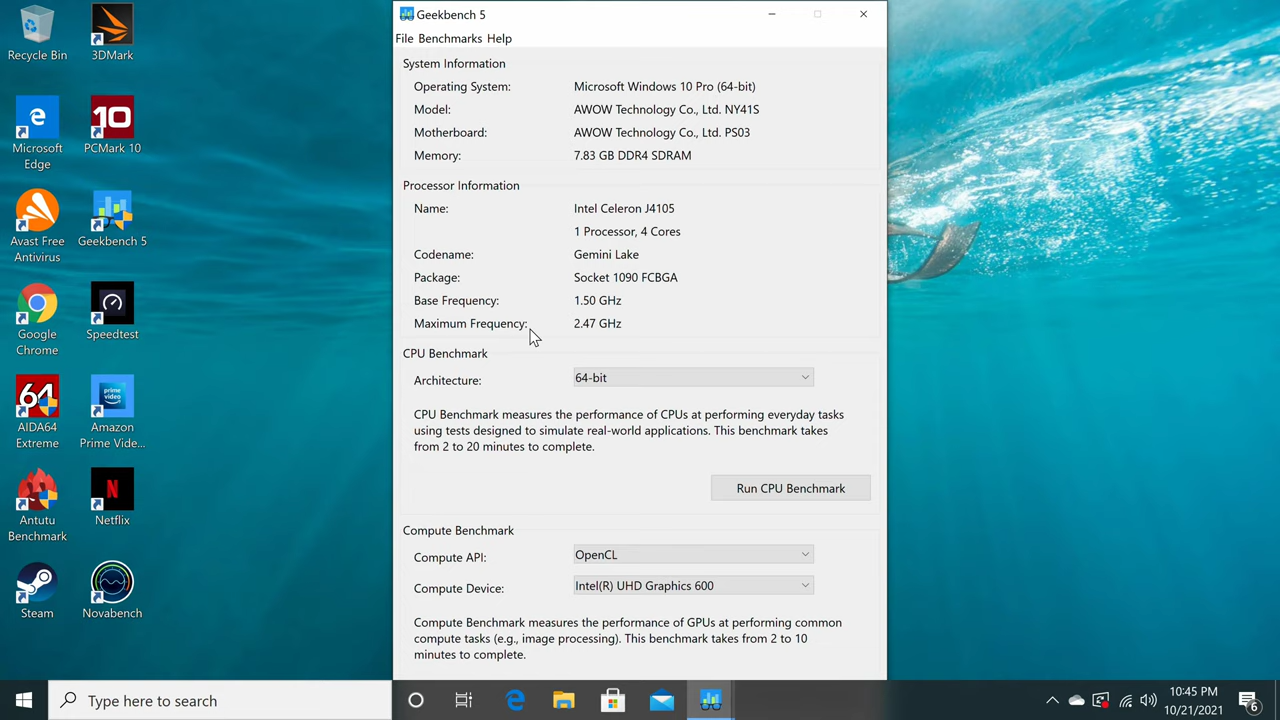 Recycle Bin
3DMark
Microsoft
Edge
10
PCMark 10
Avast Free
Antivirus
Geekbench 5
Google
Chrome
Speedtest
64
AIDA64
Extreme
prime
video
Amazon
Prime Vide...
Antutu
Benchmark
N
Netflix
Steam
Novabench
Geekbench 5
File Benchmarks Help
System Information
Operating System: Microsoft Windows 10 Pro (64-bit)
Model: AWOW Technology Co., Ltd. NY41S
Motherboard: AWOW Technology Co., Ltd. PS03
Memory: 7.83 GB DDR4 SDRAM
Processor Information
Name: Intel Celeron J4105
1 Processor, 4 Cores
Codename: Gemini Lake
Package: Socket 1090 FCBGA
Base Frequency: 1.50 GHz
Maximum Frequency: 2.47 GHz
CPU Benchmark
Architecture: 64-bit
CPU Benchmark measures the performance of CPUs at performing everyday tasks
using tests designed to simulate real-world applications. This benchmark takes
from 2 to 20 minutes to complete.
Run CPU Benchmark
Compute Benchmark
Compute API: OpenCL
Compute Device: Intel(R) UHD Graphics 600
Compute Benchmark measures the performance of GPUs at performing common
compute tasks (e.g., image processing). This benchmark takes from 2 to 10
minutes to complete.
Type here to search
10:45 PM
10/21/2021
6